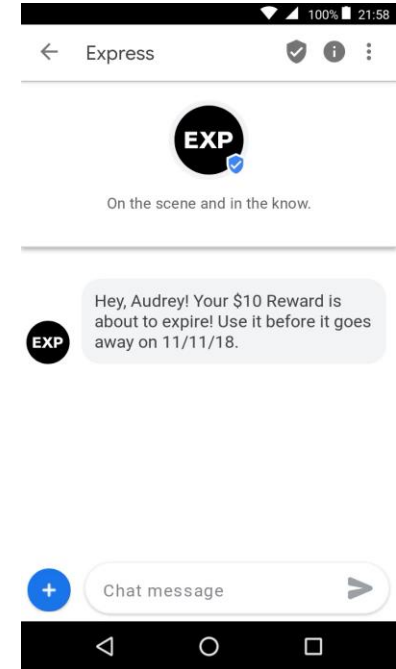 100% 21:58
Express
EXP
On the scene and in the know.
Hey, Audrey! Your $10 Reward is
about to expire! Use it before it goes
away on 11/11/18.
EXP
Chat message